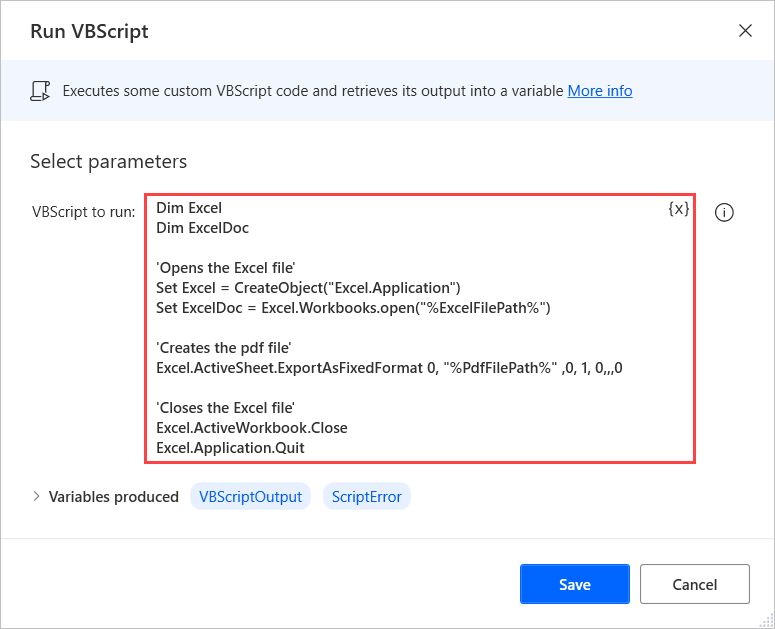 Run VBScript
Executes some custom VBScript code and retrieves its output into a variable More info
Select parameters
VBScript to run:
Dim Excel
{x}
Dim ExcelDoc
'Opens the Excel file'
Set Excel = CreateObject("Excel.Application")
Set ExcelDoc = Excel.Workbooks.open("%ExcelFilePath%")
'Creates the pdf file'
Excel.ActiveSheet.ExportAsFixedFormat 0, "%PdfFilePath%" ,0, 1, 0,,,0
'Closes the Excel file'
Excel.ActiveWorkbook.Close
Excel.Application.Quit
Variables produced VBScriptOutput ScriptError
Save Cancel